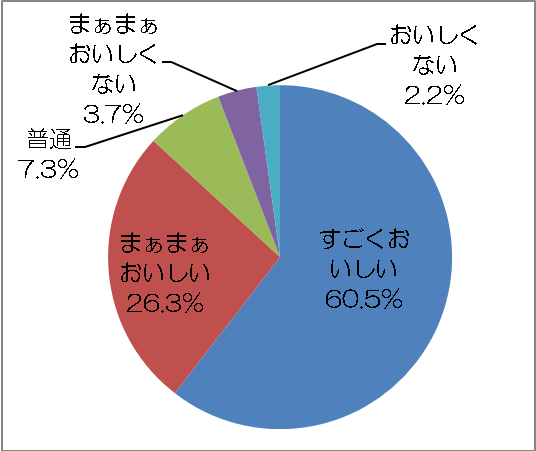 まぁまぁ
おいしく
ない
3.7%
おいしく
ない
2.2%
普通
7.3%
まぁまぁ
おいしい
26.3%
すごくお
いしい
60.5%